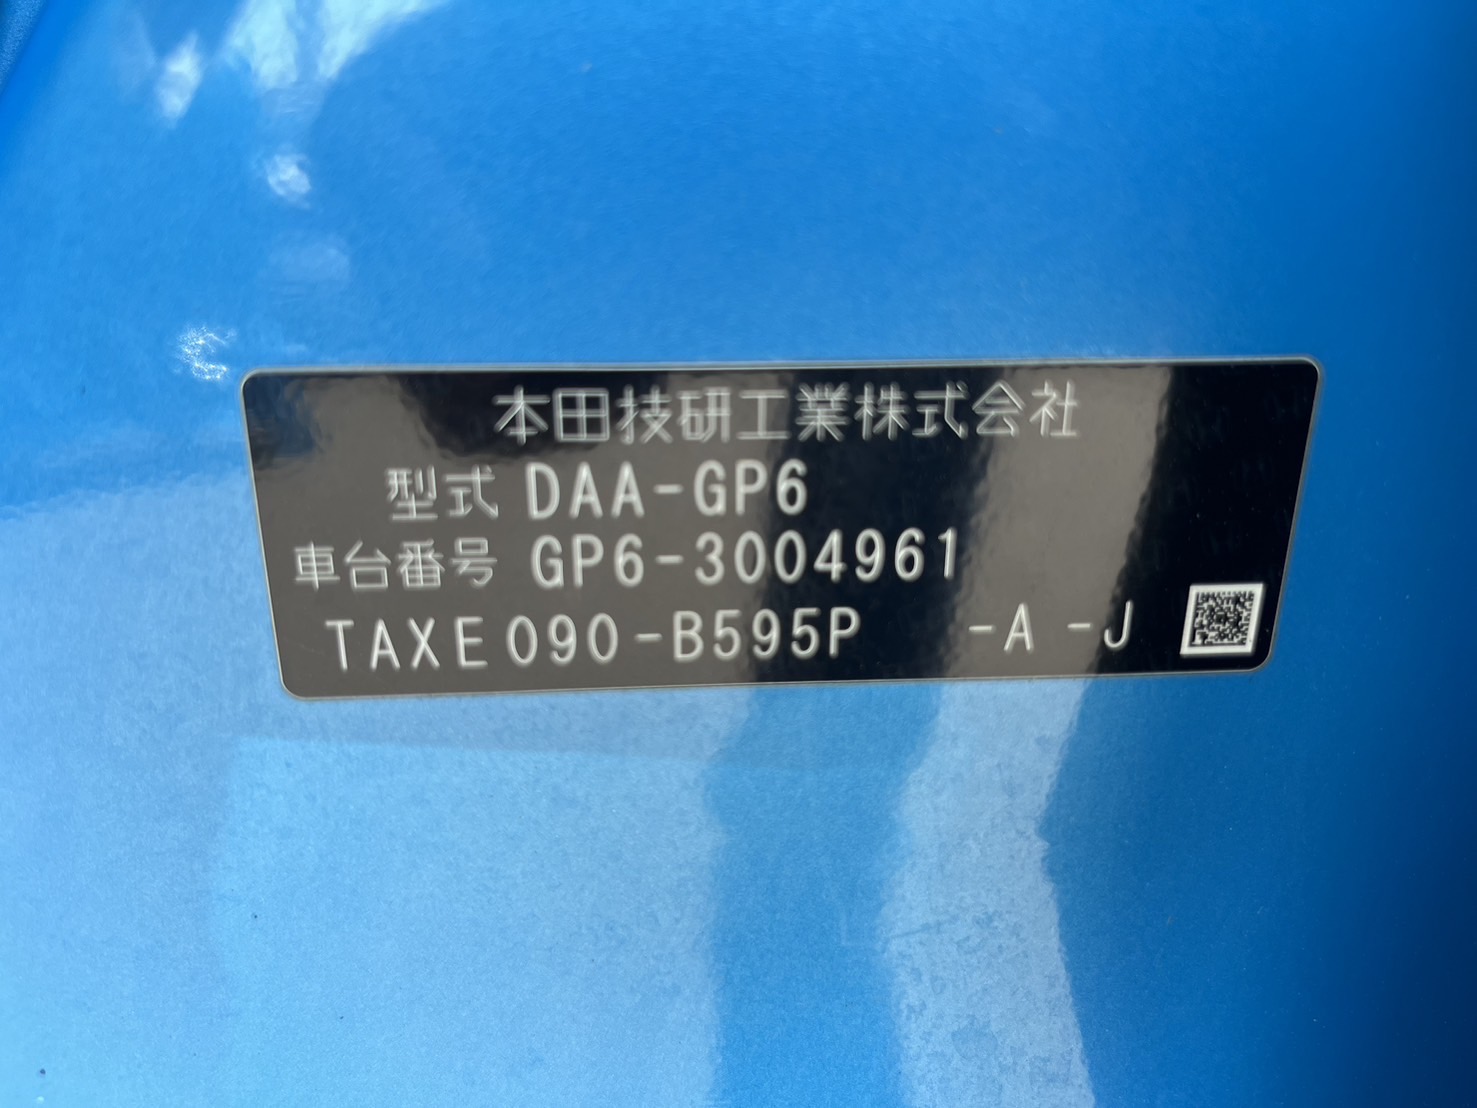 本田技研工業株式会社
型式 DAA-GP6
車台番号 GP6-3004961
TAXE090-B595P -A -J